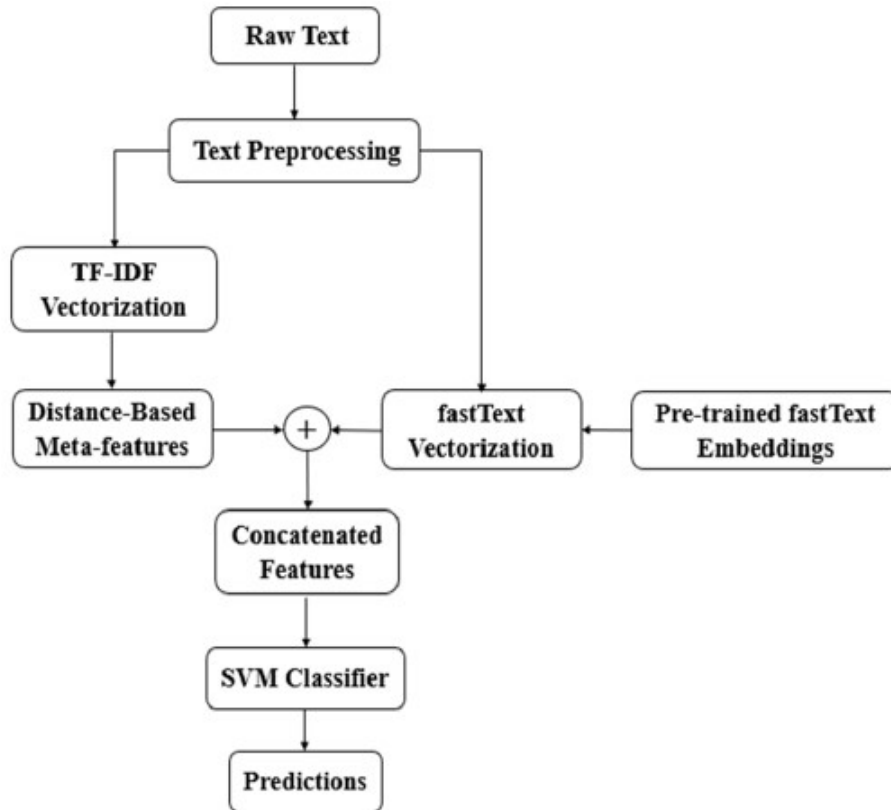 Raw Text
Text Preprocessing
TF-IDF
Vectorization
Distance-Based
Meta-features
+
fastText
Vectorization
Pre-trained fastText
Embeddings
Concatenated
Features
SVM Classifier
Predictions